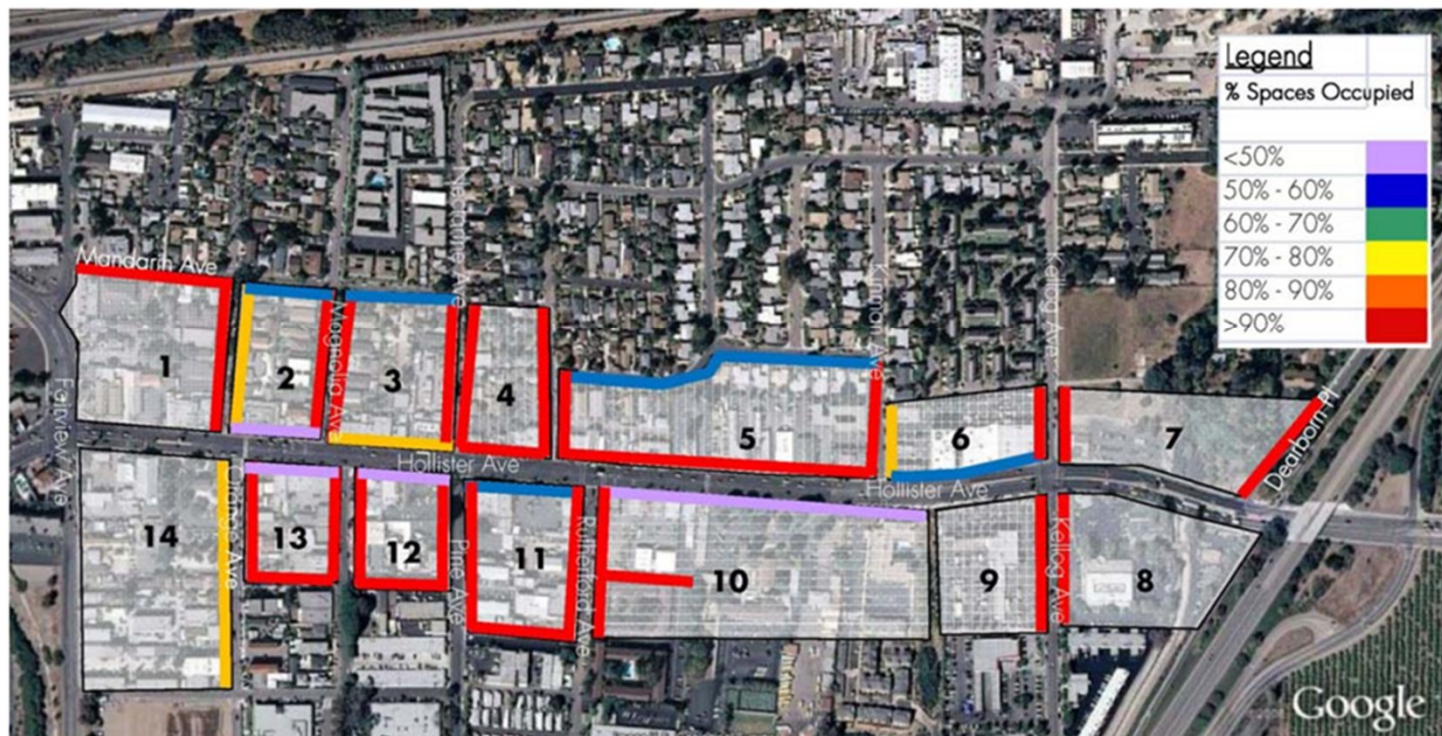 Legend
% Spaces Occupied
<50%
50% - 60%
60% - 70%
70% - 80%
80% - 90%
>90%
Mandarin Ave
Fairview Ave
Orange Ave
Magnolia Ave
Nectarine Ave
Pine Ave
Rutherford Ave
Kinman Ave
Kellog Ave
Kellog Ave
Dearborn Pl
Hollister Ave
Hollister Ave
1
2
3
4
5
6
7
14
13
12
11
10
9
8
Google